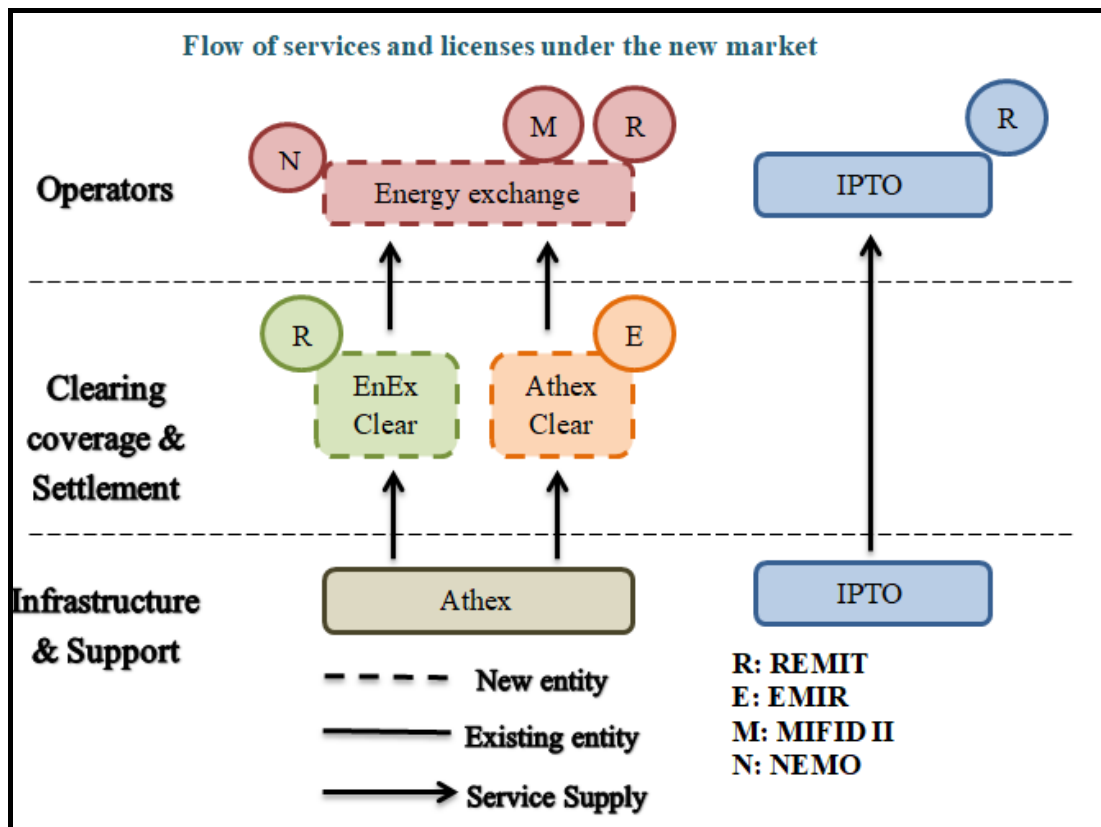 Flow of services and licenses under the new market
N
M
R
R
Operators
Energy exchange
IPTO
R
E
Clearing
coverage &
Settlement
EnEx
Clear
Athex
Clear
Infrastructure
& Support
Athex
IPTO
New entity
Existing entity
Service Supply
R: REMIT
E: EMIR
M: MIFID II
N: NEMO